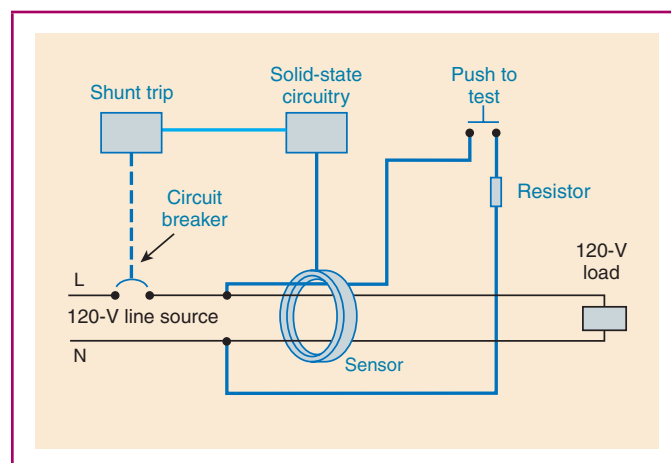 Shunt trip
Solid-state
circuitry
Push to
test
Circuit
breaker
Resistor
120-V
load
L
120-V line source
N
Sensor